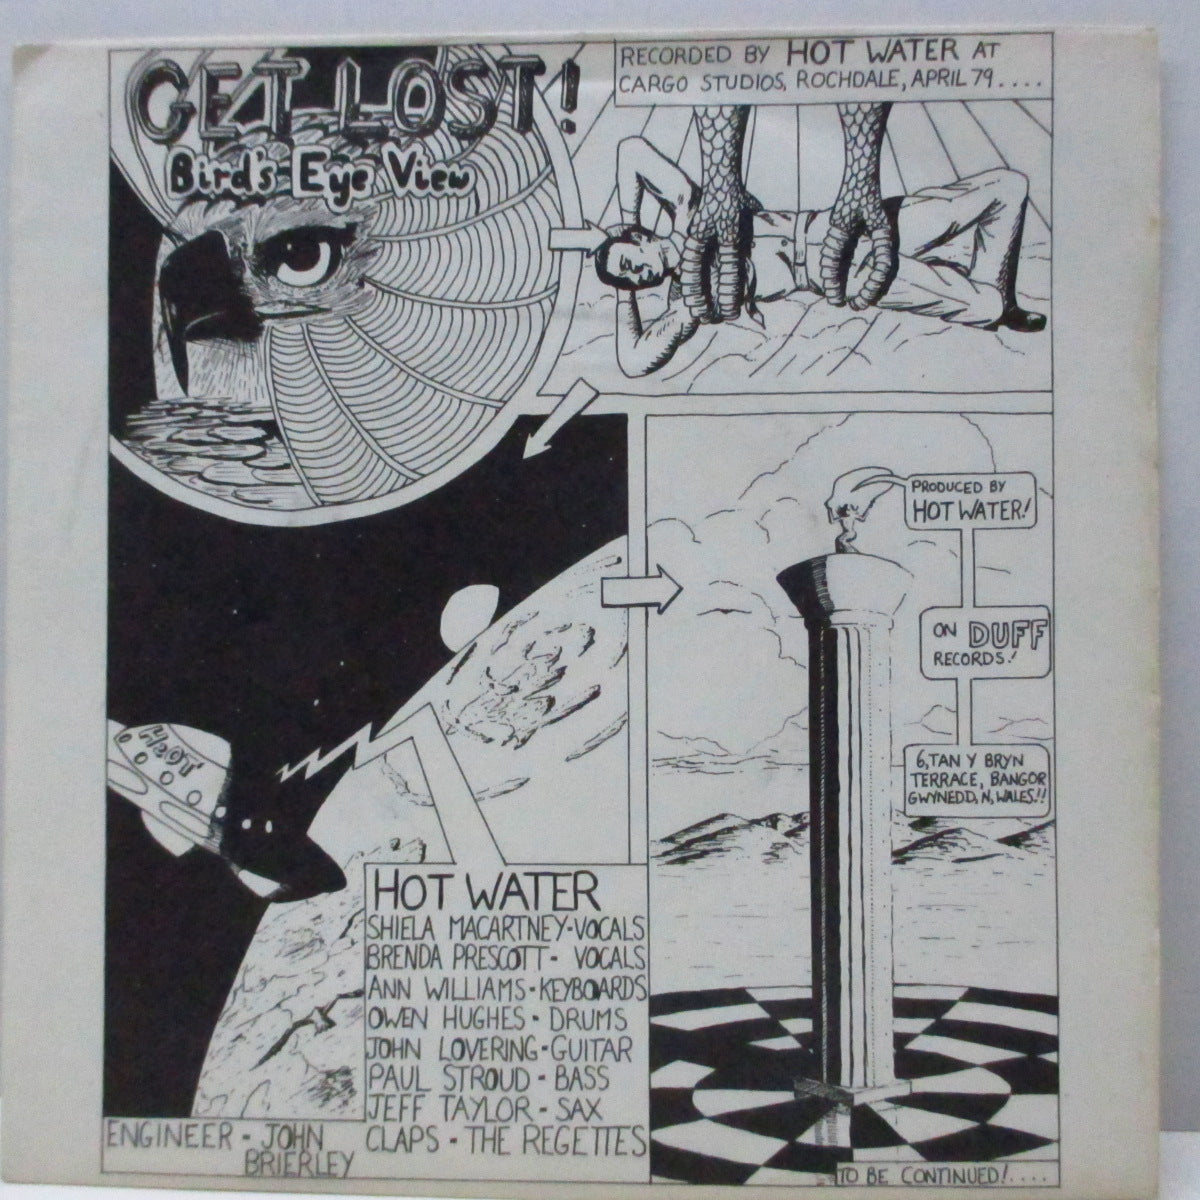 GET LOST!
Bird's-Eye View
RECORDED BY HOT WATER AT
CARGO STUDIOS, ROCHDALE, APRIL 79....
PRODUCED BY
HOT WATER!
ON DUFF
RECORDS!
6, TAN Y BRYN
TERRACE, BANGOR
GWYNEDD, N, WALES!!
HOT WATER
SHIELA MACARTNEY-VOCALS
BRENDA PRESCOTT- VOCALS
ANN WILLIAMS-KEYBOARDS
OWEN HUGHES - DRUMS
JOHN LOVERING-GUITAR
PAUL STROUD - BASS
JEFF TAYLOR - SAX
CLAPS - THE REGETTES
ENGINEER - JOHN
BRIERLEY
TO BE CONTINUED!....